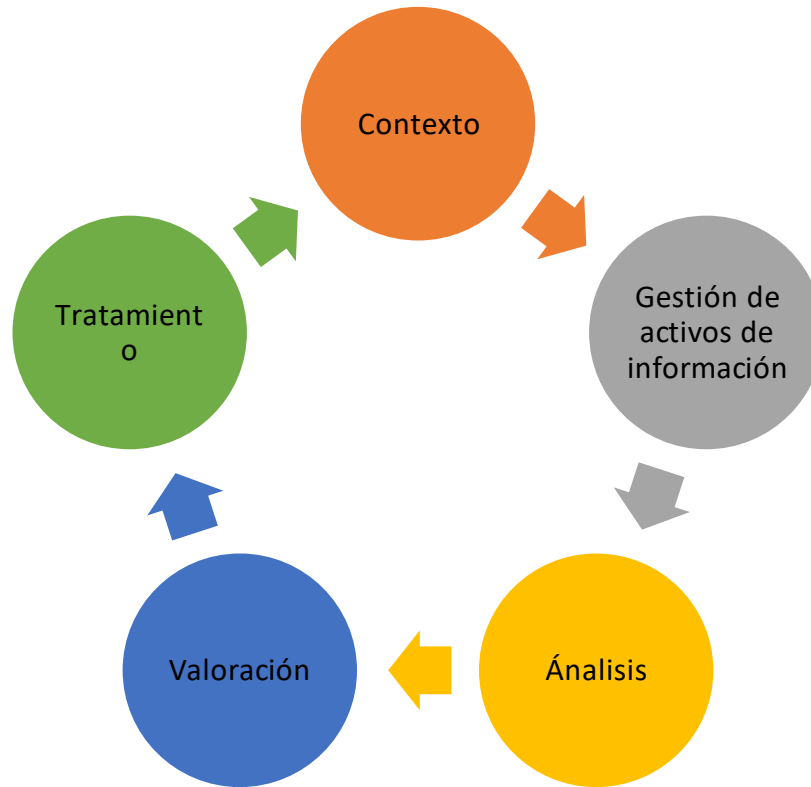 Contexto
Gestión de
activos de
información
Ánalisis
Valoración
Tratamient
o